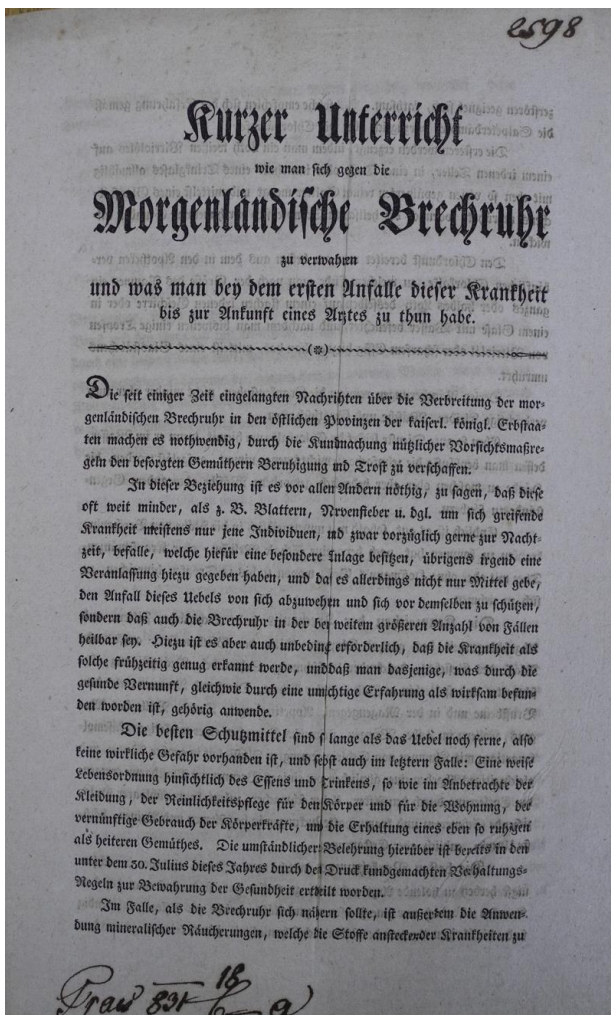 2598
Kurzer Unterricht
wie man sich gegen die
Morgenländische Brechruhr
zu verwahren
und was man bey dem ersten Anfalle dieser Krankheit
bis zur Ankunft eines Arztes zu thun habe.
Die seit einiger Zeit eingelangten Nachrichten über die Verbreitung der mor-
genländischen Brechruhr in den östlichen Povinzen der kaiserl. königl. Erbstaa-
ten machen es nothwendig, durch die Kundmachung nützlicher Vorsichtsmaßre-
geln den besorgten Gemüthern Beruhigung und Trost zu verschaffen.
In dieser Beziehung ist es vor allen Andern nöthig, zu sagen, daß diese
oft weit minder, als z. B. Blattern, Nrvenfieber u. dgl. um sich greifende
Krankheit meistens nur jene Individuen, und zwar vorzüglich gerne zur Nacht-
zeit, befalle, welche hiefür eine besondere Anlage besitzen, übrigens irgend eine
Veranlassung hiezu gegeben haben, und daß es allerdings nicht nur Mittel gebe,
den Anfall dieses Uebels von sich abzuwehren und sich vor demselben zu schützen,
sondern daß auch die Brechruhr in der bei weitem größeren Anzahl von Fällen
heilbar sey. Hiezu ist es aber auch unbedingt erforderlich, daß die Krankheit als
solche frühzeitig genug erkannt werde, und daß man dasjenige, was durch die
gesunde Vernunft, gleichwie durch eine umsichtige Erfahrung als wirksam befun-
den worden ist, gehörig anwende.
Die besten Schutzmittel sind so lange als das Uebel noch ferne, also
keine wirkliche Gefahr vorhanden ist, und selbst auch im letztern Falle: Eine weise
Lebensordnung hinsichtlich des Essens und Trinkens, so wie im Anbetrachte der
Kleidung, der Reinlichkeitspflege für den Körper und für die Wohnung, der
vernünftige Gebrauch der Körperkräfte, und die Erhaltung eines eben so ruhigen
als heiteren Gemüthes. Die umständlichere Belehrung hierüber ist bereits in den
unter dem 30. Julius dieses Jahres durch den Druck kundgemachten Verhaltungs-
Regeln zur Bewahrung der Gesundheit ertheilt worden.
Im Falle, als die Brechruhr sich nähern sollte, ist außerdem die Anwen-
dung mineralischer Räucherungen, welche die Stoffe ansteckender Krankheiten zu
831